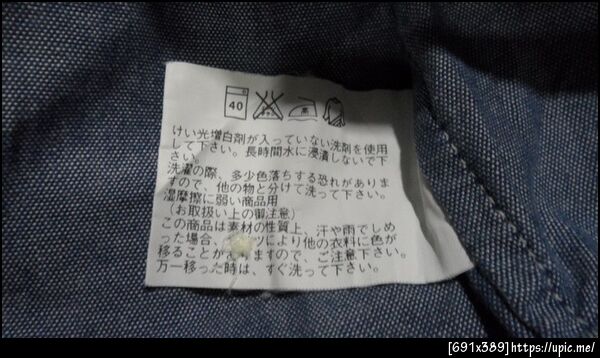 40
高
けい光増白剤が入っていない洗剤を使用
して下さい。長時間水に浸漬しないで下
さい。
洗濯の際、多少色落ちする恐れがありま
すので、他の物と分けて洗って下さい。
湿摩擦に弱い商品用
(お取扱い上の御注意)
この商品は素材の性質上、汗や雨でしめ
った場合、 ツにより他の衣料に色が
移ることが ますので、ご注意下さい。
万一移った時は、すぐ洗って下さい。
[691x389]https://upic.me/